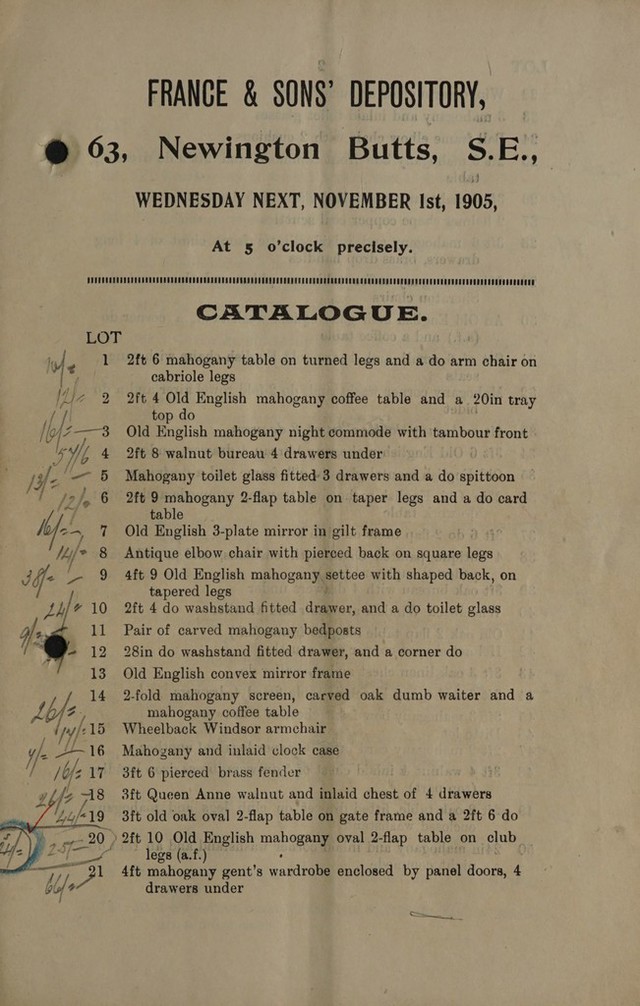 FRANCE & SONS' DEPOSITORY,
63, Newington Butts, S.E.,
WEDNESDAY NEXT, NOVEMBER 1st, 1905,
At 5 o'clock precisely.
CATALOGUE.
LOT
1 2ft 6 mahogany table on turned legs and a do arm chair on
cabriole legs
2 2ft 4 Old English mahogany coffee table and a 20in tray
top do
3 Old English mahogany night commode with tambour front
4 2ft 8 walnut bureau 4 drawers under
5 Mahogany toilet glass fitted 3 drawers and a do spittoon
6 2ft 9 mahogany 2-flap table on taper legs and a do card
table
7 Old English 3-plate mirror in gilt frame
8 Antique elbow chair with pierced back on square legs
9 4ft 9 Old English mahogany settee with shaped back, on
tapered legs
10 2ft 4 do washstand fitted drawer, and a do toilet glass
11 Pair of carved mahogany bedposts
12 28in do washstand fitted drawer, and a corner do
13 Old English convex mirror frame
14 2-fold mahogany screen, carved oak dumb waiter and a
mahogany coffee table
15 Wheelback Windsor armchair
16 Mahogany and inlaid clock case
17 3ft 6 pierced brass fender
18 3ft Queen Anne walnut and inlaid chest of 4 drawers
19 3ft old oak oval 2-flap table on gate frame and a 2ft 6 do
20 2ft 10 Old English mahogany oval 2-flap table on club
legs (a.f.)
21 4ft mahogany gent's wardrobe enclosed by panel doors, 4
drawers under